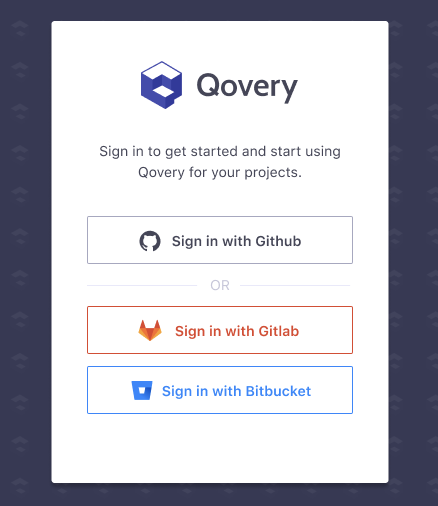 Qovery
Sign in to get started and start using
Qovery for your projects.
Sign in with Github
OR
Sign in with Gitlab
Sign in with Bitbucket